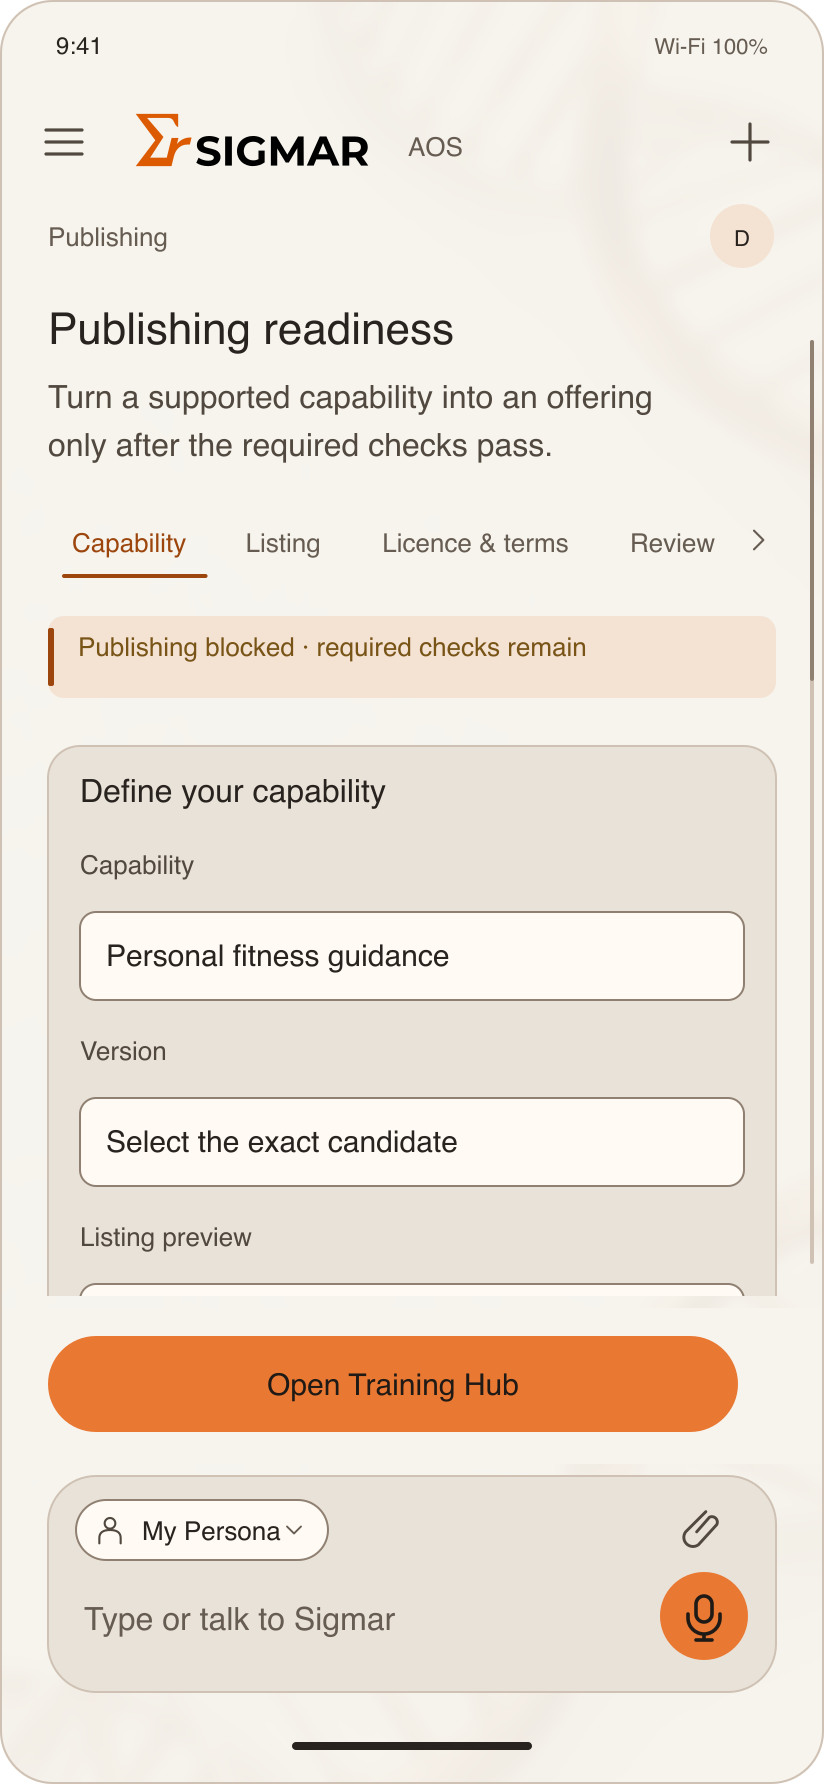 9:41
Wi-Fi 100%
Σr SIGMAR AOS
Publishing
D
Publishing readiness
Turn a supported capability into an offering
only after the required checks pass.
Capability Listing Licence & terms Review
Publishing blocked · required checks remain
Define your capability
Capability
Personal fitness guidance
Version
Select the exact candidate
Listing preview
Open Training Hub
My Persona
Type or talk to Sigmar